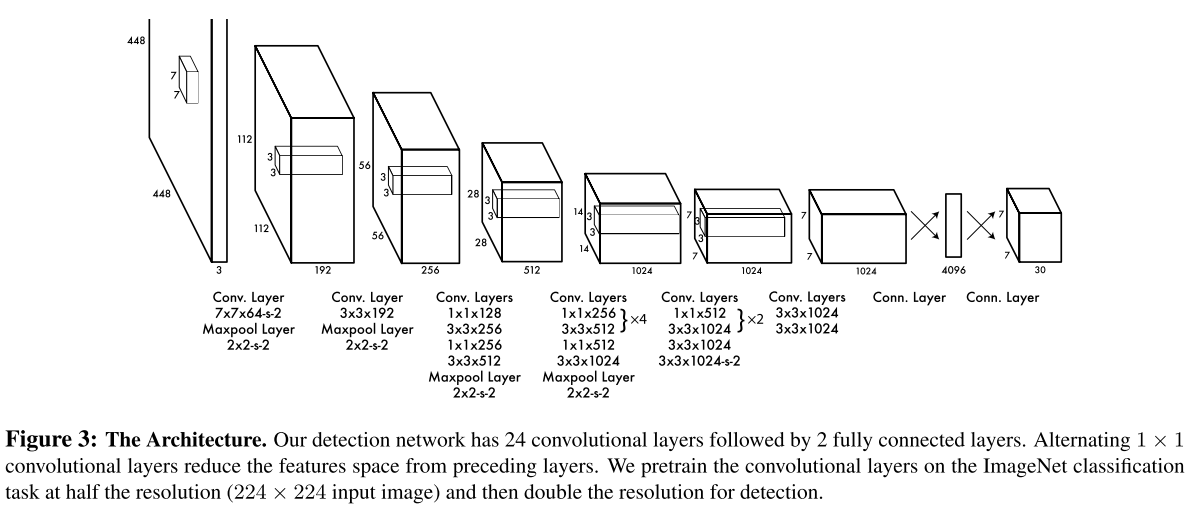 448
7
7
448
3
112
3
3
112
192
56
3
3
56
256
28
3
3
28
512
14
3
3
14
1024
7
3
3
7
1024
7
7
1024
4096
7
7
30
Conv. Layer
7x7x64-s-2
Maxpool Layer
2x2-s-2
Conv. Layer
3x3x192
Maxpool Layer
2x2-s-2
Conv. Layers
1x1x128
3x3x256
1x1x256
3x3x512
Maxpool Layer
2x2-s-2
Conv. Layers
1x1x256
3x3x512 } ×4
1x1x512
3x3x1024
Maxpool Layer
2x2-s-2
Conv. Layers
1x1x512
3x3x1024 } ×2
3x3x1024
3x3x1024-s-2
Conv. Layers
3x3x1024
3x3x1024
Conn. Layer
Conn. Layer
Figure 3: The Architecture. Our detection network has 24 convolutional layers followed by 2 fully connected layers. Alternating 1 × 1
convolutional layers reduce the features space from preceding layers. We pretrain the convolutional layers on the ImageNet classification
task at half the resolution (224 × 224 input image) and then double the resolution for detection.